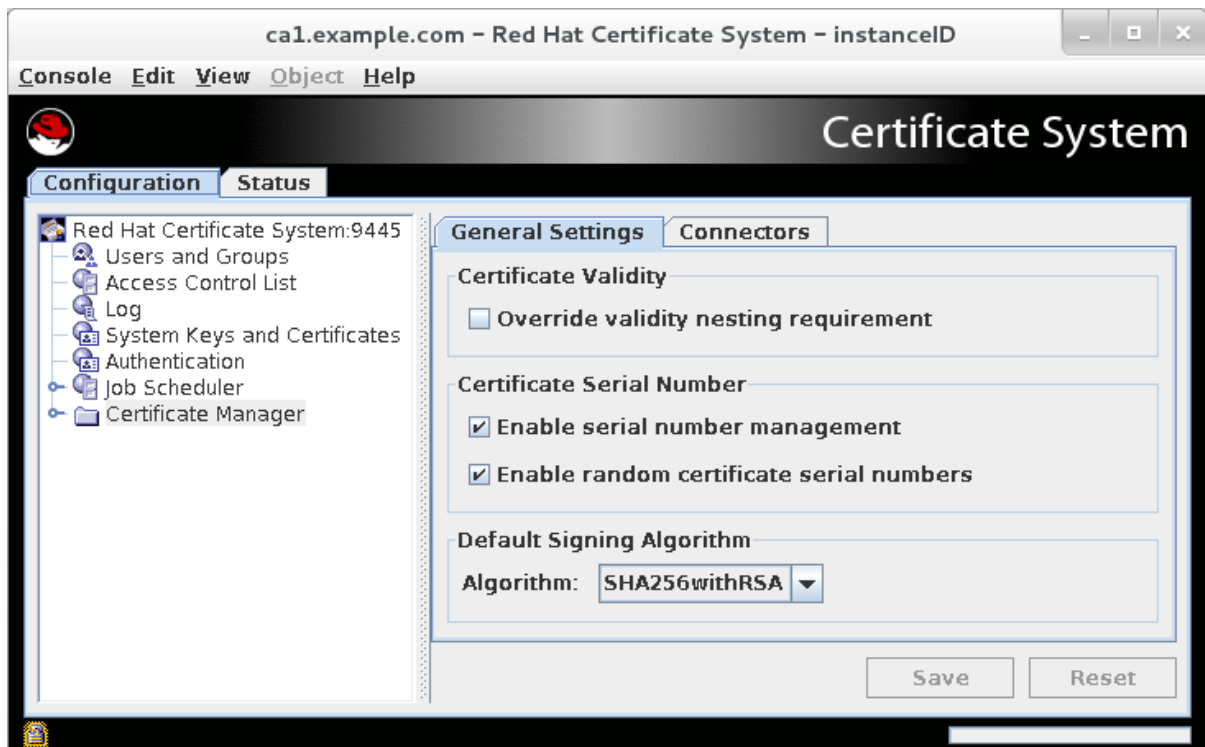 ca1.example.com – Red Hat Certificate System – instanceID
Console Edit View Object Help
Certificate System
Configuration Status
Red Hat Certificate System:9445
Users and Groups
Access Control List
Log
System Keys and Certificates
Authentication
Job Scheduler
Certificate Manager
General Settings Connectors
Certificate Validity
Override validity nesting requirement
Certificate Serial Number
Enable serial number management
Enable random certificate serial numbers
Default Signing Algorithm
Algorithm: SHA256withRSA
Save Reset